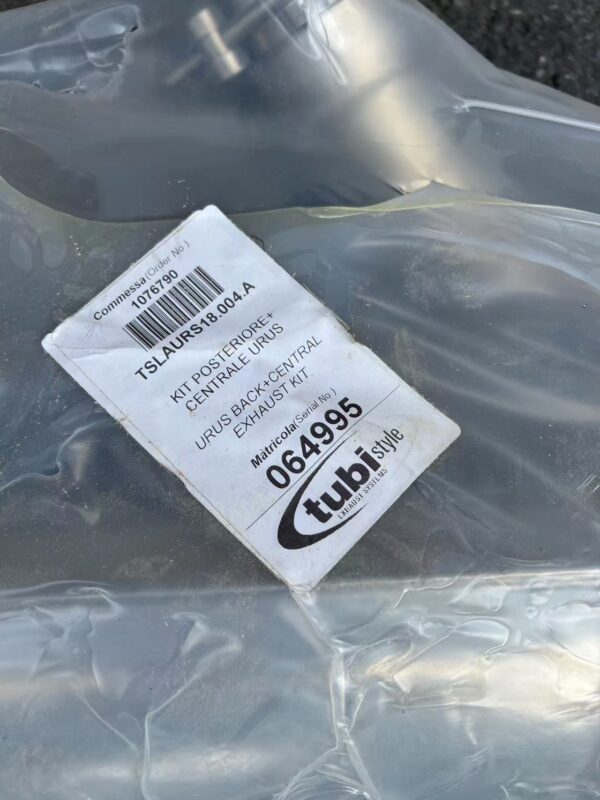 Commessa(Order No.)
1076790
TSLAURS18.004.A
KIT POSTERIORE+
CENTRALE URUS
URUS BACK+CENTRAL
EXHAUST KIT
Matricola(Serial No.)
064995
tubi style
EXHAUST SYSTEMS